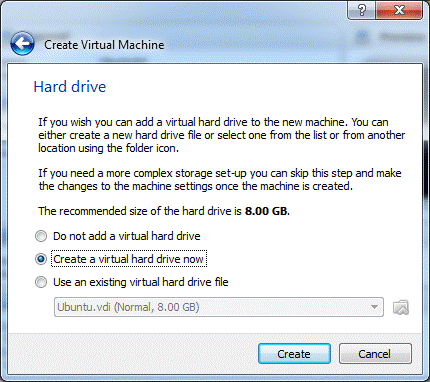 ?
Create Virtual Machine
Hard drive
If you wish you can add a virtual hard drive to the new machine. You can
either create a new hard drive file or select one from the list or from another
location using the folder icon.
If you need a more complex storage set-up you can skip this step and make
the changes to the machine settings once the machine is created.
The recommended size of the hard drive is 8.00 GB.
Do not add a virtual hard drive
Create a virtual hard drive now
Use an existing virtual hard drive file
Ubuntu.vdi (Normal, 8.00 GB)
Create Cancel